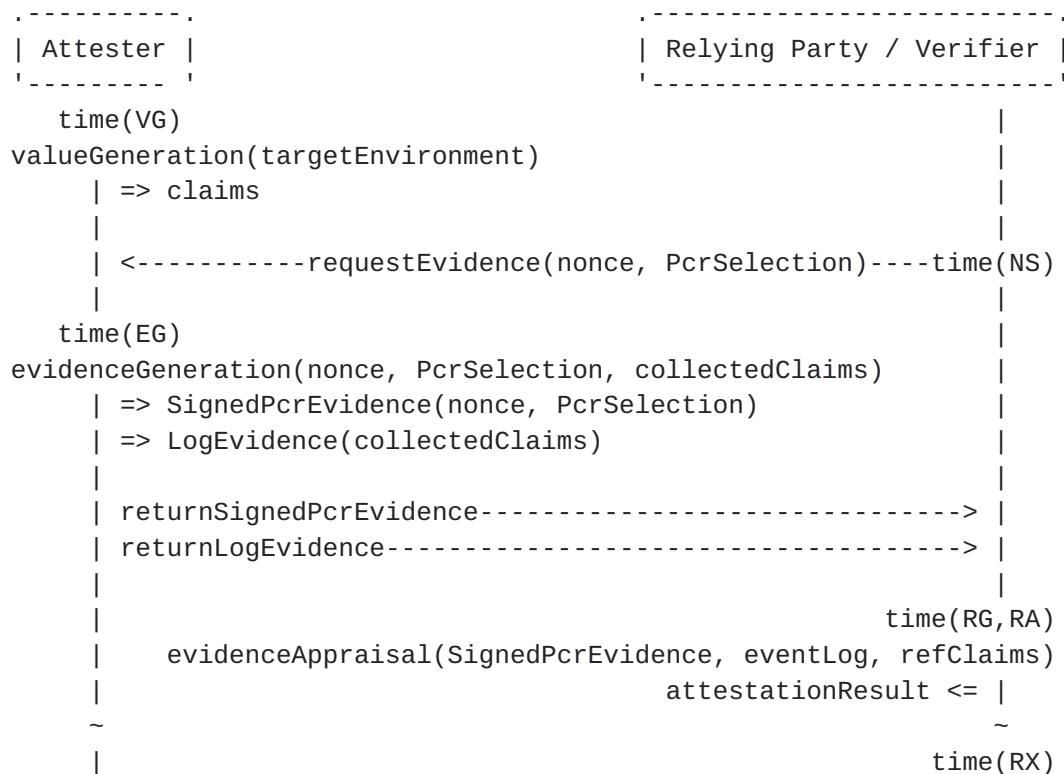 .----------.                            .--------------------------.
| Attester |                            | Relying Party / Verifier |
'--------- '                            '--------------------------'
   time(VG)                                                    |
valueGeneration(targetEnvironment)                             |
     | => claims                                               |
     |                                                         |
     | <-----------requestEvidence(nonce, PcrSelection)----time(NS)
     |                                                         |
   time(EG)                                                    |
evidenceGeneration(nonce, PcrSelection, collectedClaims)       |
     | => SignedPcrEvidence(nonce, PcrSelection)               |
     | => LogEvidence(collectedClaims)                         |
     |                                                         |
     | returnSignedPcrEvidence-------------------------------> |
     | returnLogEvidence-------------------------------------> |
     |                                                         |
     |                                                  time(RG,RA)
     |    evidenceAppraisal(SignedPcrEvidence, eventLog, refClaims)
     |                                    attestationResult <= |
     ~                                                         ~
     |                                                     time(RX)